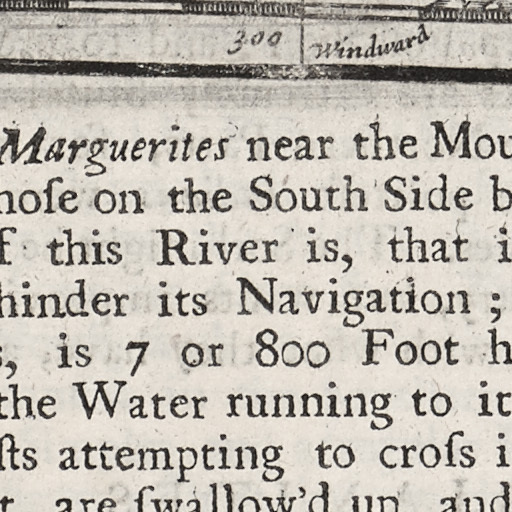 300 Windward
Marguerites near the Mou
hoſe on the South Side b
f this River is, that i
hinder its Navigation ;
s, is 7 or 800 Foot h
the Water running to it
ſts attempting to croſs i
t are ſwallow'd up and